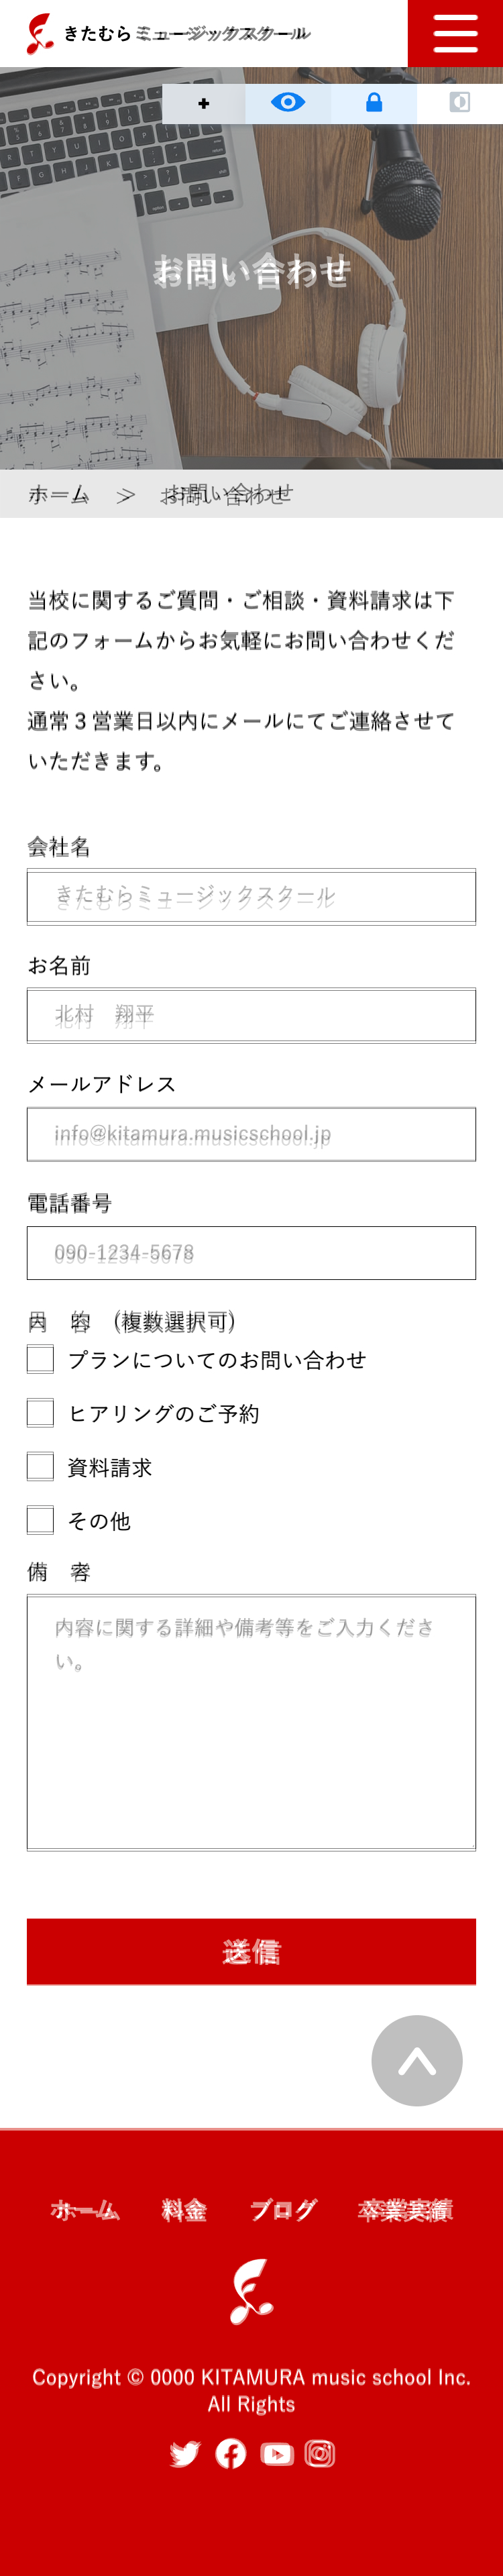 きたむらミュージックスクール
お問い合わせ
ホーム ＞ お問い合わせ
当校に関するご質問・ご相談・資料請求は下
記のフォームからお気軽にお問い合わせくだ
さい。
通常３営業日以内にメールにてご連絡させて
いただきます。
会社名
きたむらミュージックスクール
お名前
北村　翔平
メールアドレス
info@kitamura.musicschool.jp
電話番号
090-1234-5678
内　容　(複数選択可)
プランについてのお問い合わせ
ヒアリングのご予約
資料請求
その他
備　考
内容に関する詳細や備考等をご入力くださ
い。
送信
ホーム 料金 ブログ 卒業実績
Copyright © 0000 KITAMURA music school Inc.
All Rights